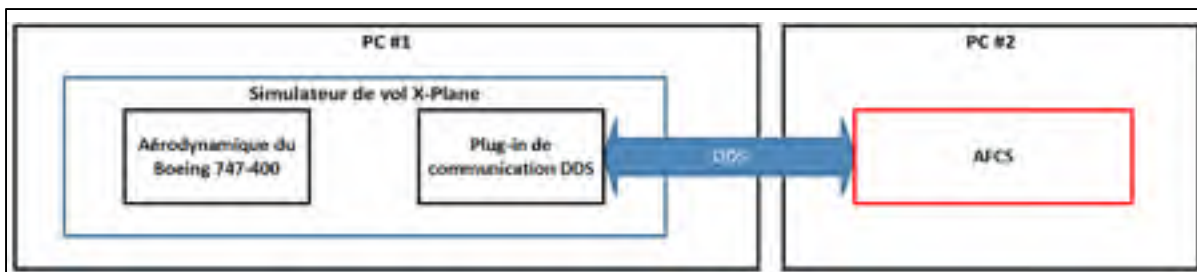 PC #1
PC #2
Simulateur de vol X-Plane
Aérodynamique du
Boeing 747-400
Plug-in de
communication DDS
DDS
AFCS